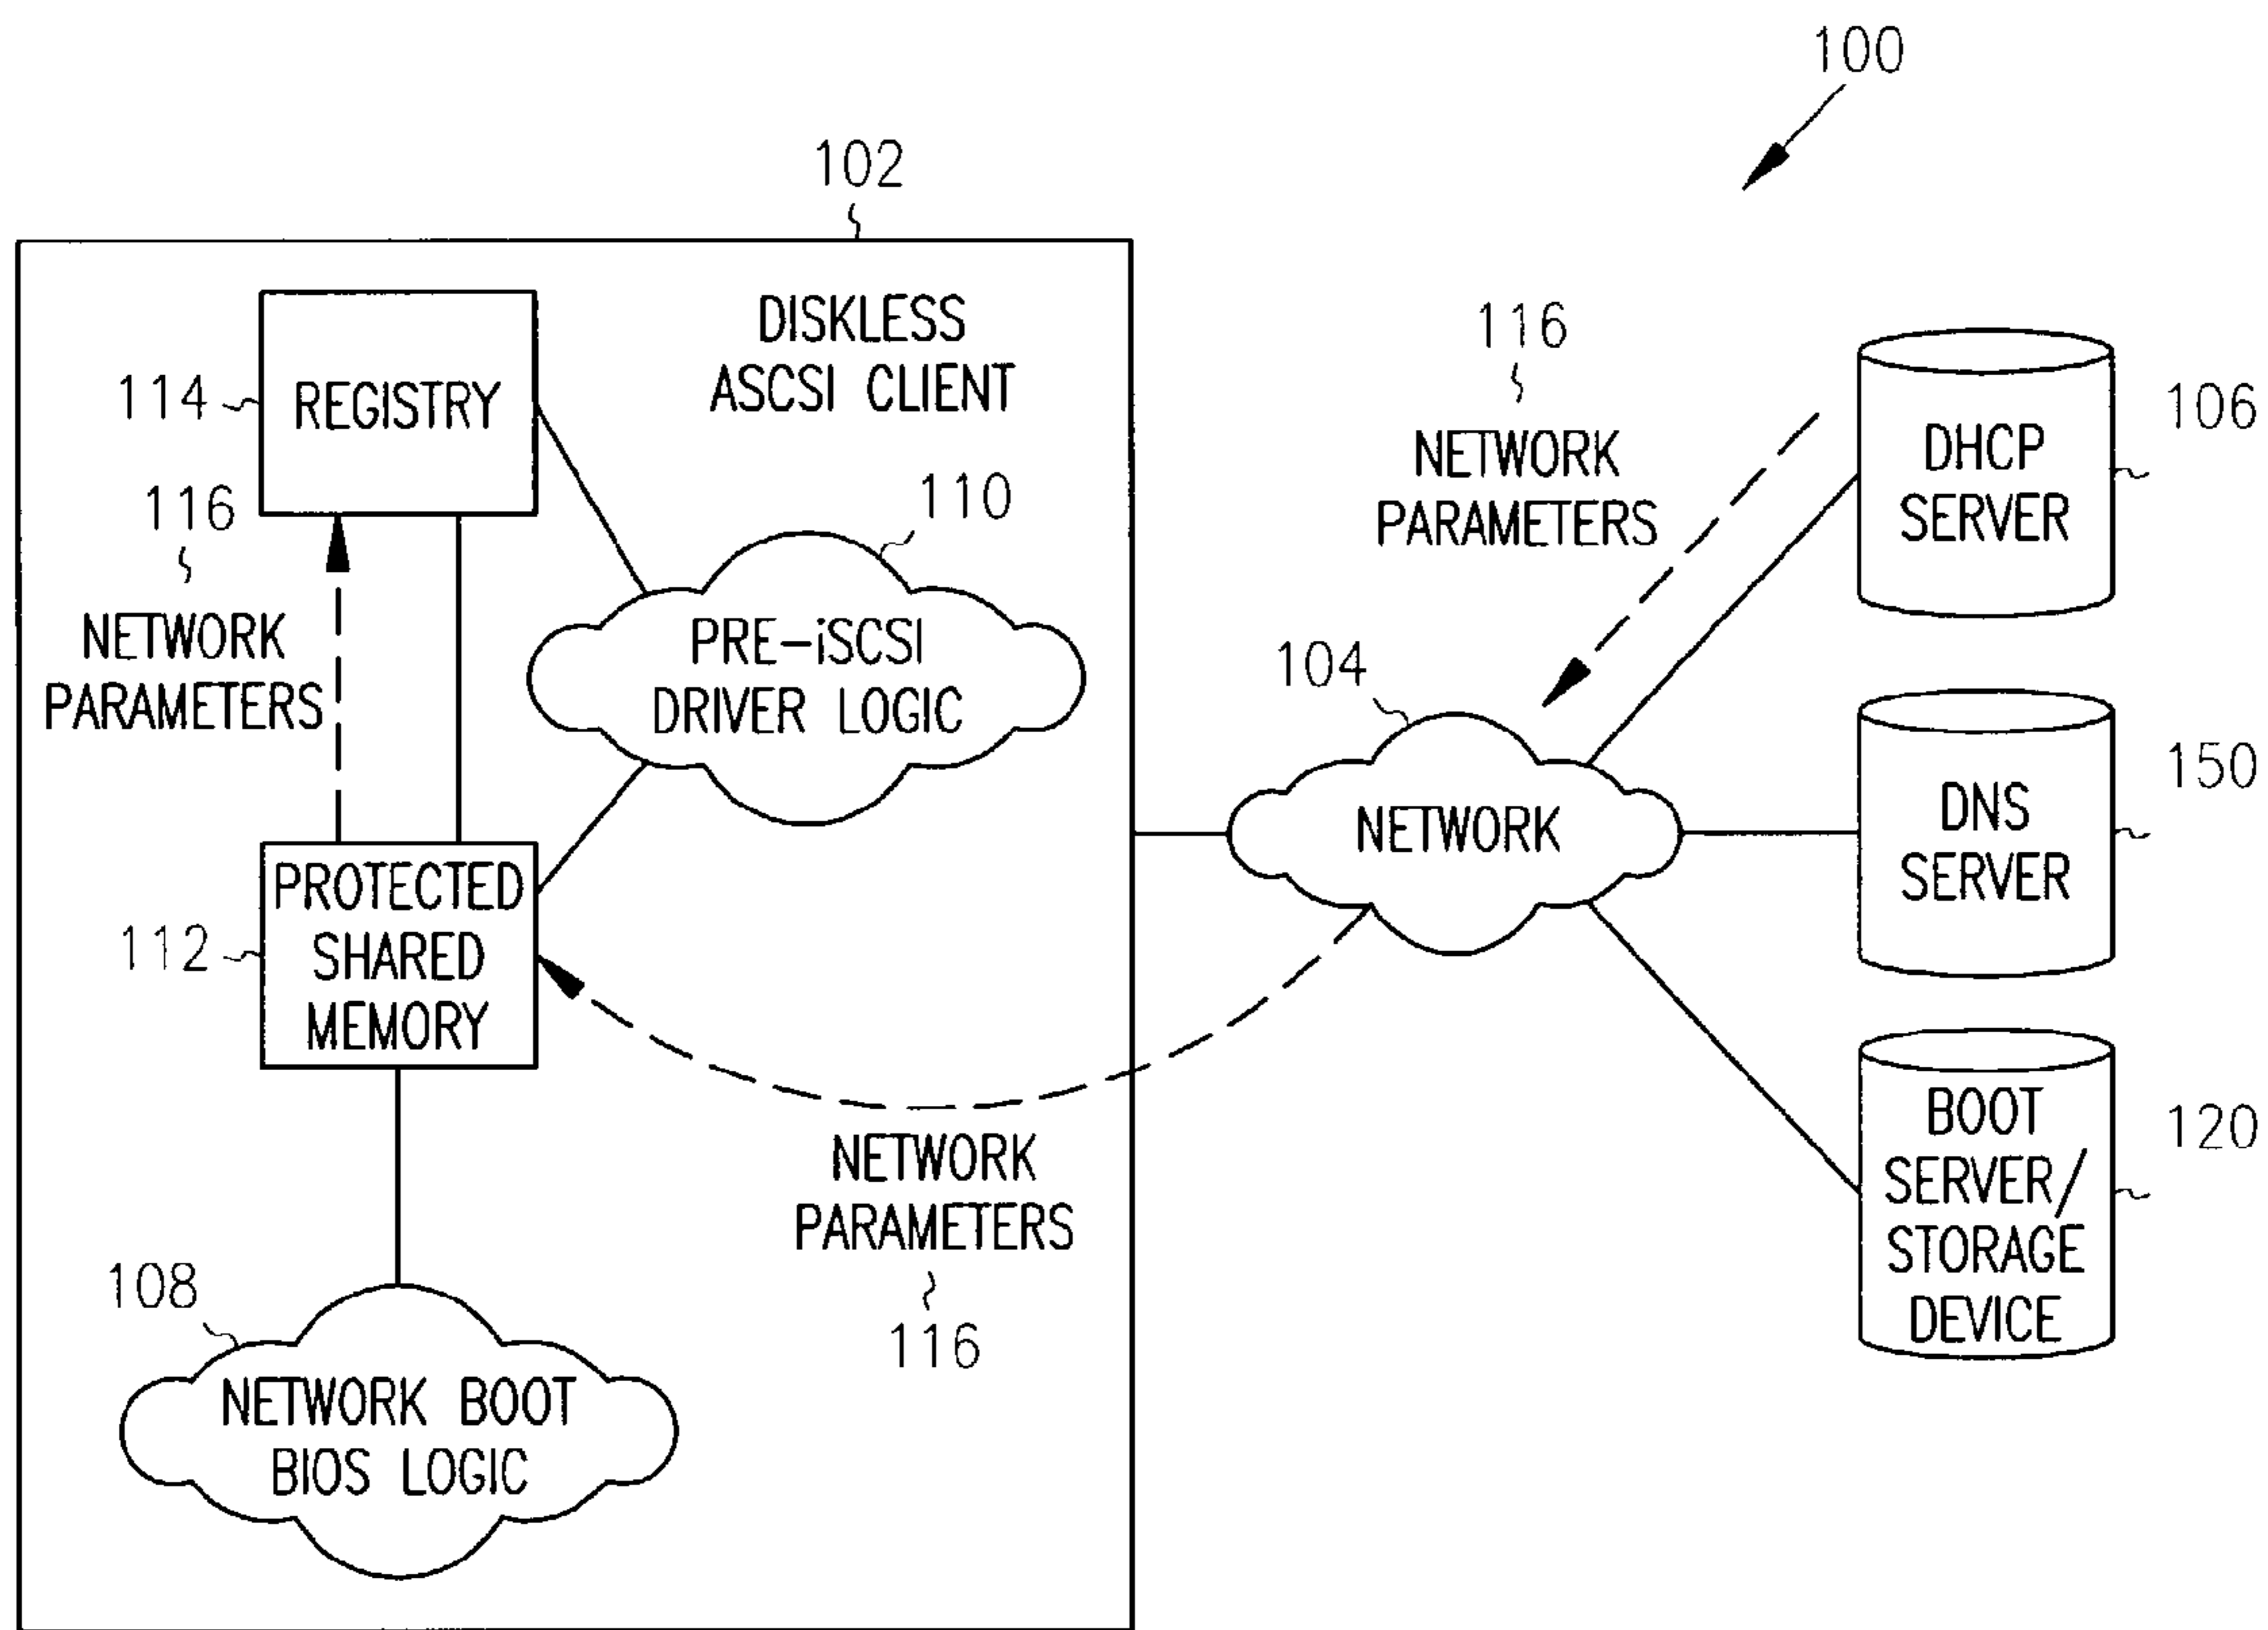 100
102
DISKLESS
ASCSI CLIENT
114
REGISTRY
116
NETWORK
PARAMETERS
110
PRE-iSCSI
DRIVER LOGIC
112
PROTECTED
SHARED
MEMORY
NETWORK
PARAMETERS
116
108
NETWORK BOOT
BIOS LOGIC
116
NETWORK
PARAMETERS
104
NETWORK
106
DHCP
SERVER
150
DNS
SERVER
120
BOOT
SERVER/
STORAGE
DEVICE